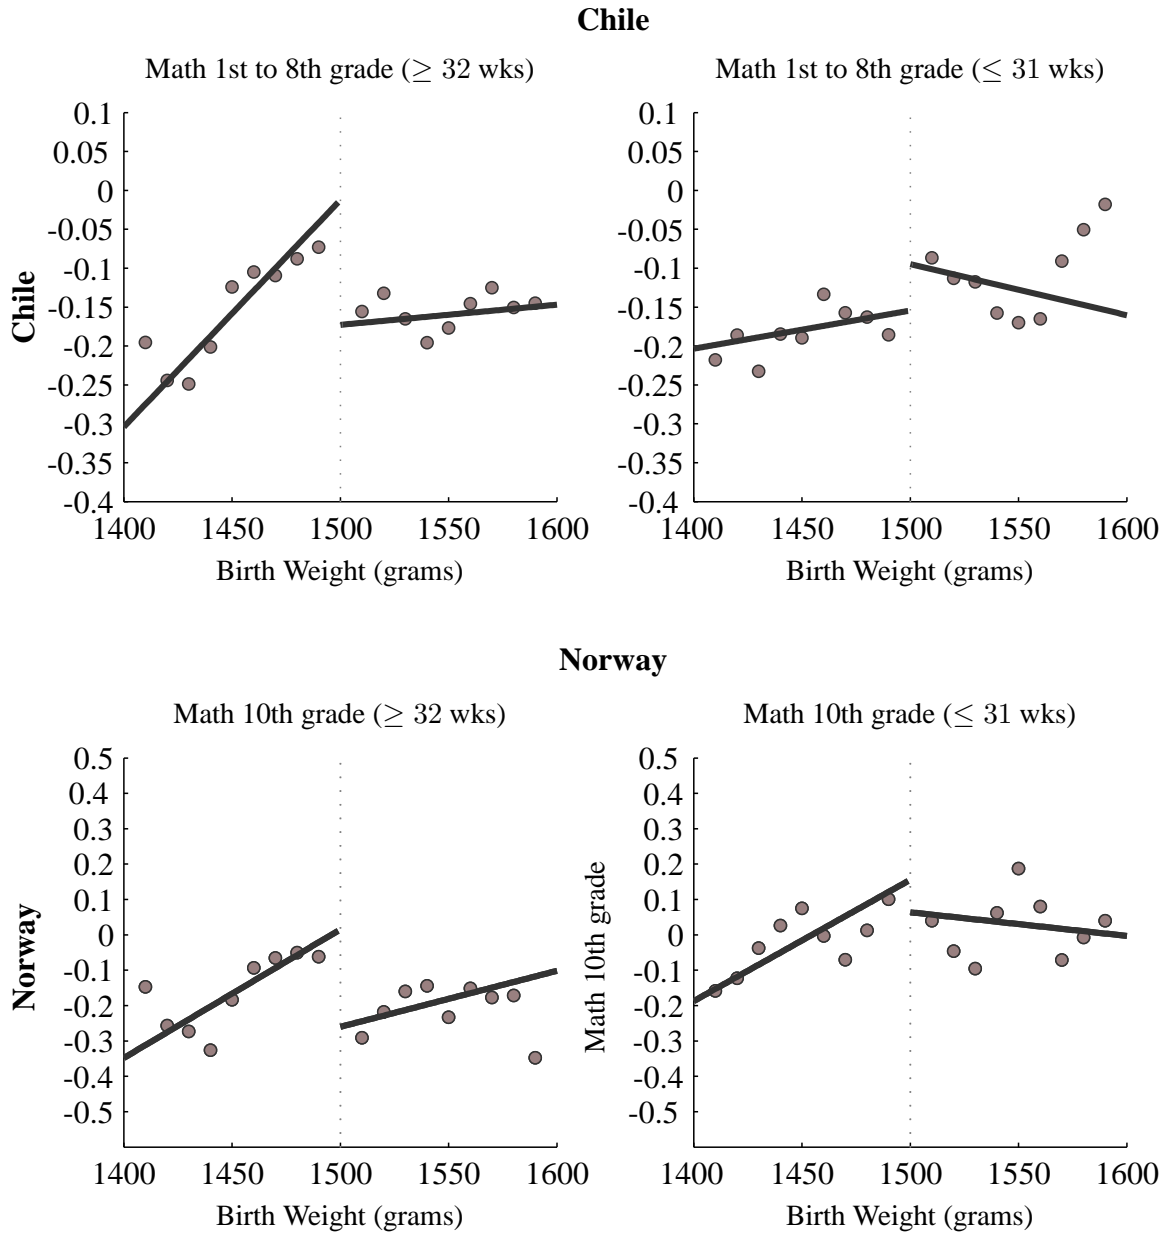 Chile
Math 1st to 8th grade (≥ 32 wks)
Math 1st to 8th grade (≤ 31 wks)
Chile
0.1
0.05
0
-0.05
-0.1
-0.15
-0.2
-0.25
-0.3
-0.35
-0.4
1400 1450 1500 1550 1600
Birth Weight (grams)
0.1
0.05
0
-0.05
-0.1
-0.15
-0.2
-0.25
-0.3
-0.35
-0.4
1400 1450 1500 1550 1600
Birth Weight (grams)
Norway
Math 10th grade (≥ 32 wks)
Math 10th grade (≤ 31 wks)
Norway
0.5
0.4
0.3
0.2
0.1
0
-0.1
-0.2
-0.3
-0.4
-0.5
1400 1450 1500 1550 1600
Birth Weight (grams)
Math 10th grade
0.5
0.4
0.3
0.2
0.1
0
-0.1
-0.2
-0.3
-0.4
-0.5
1400 1450 1500 1550 1600
Birth Weight (grams)